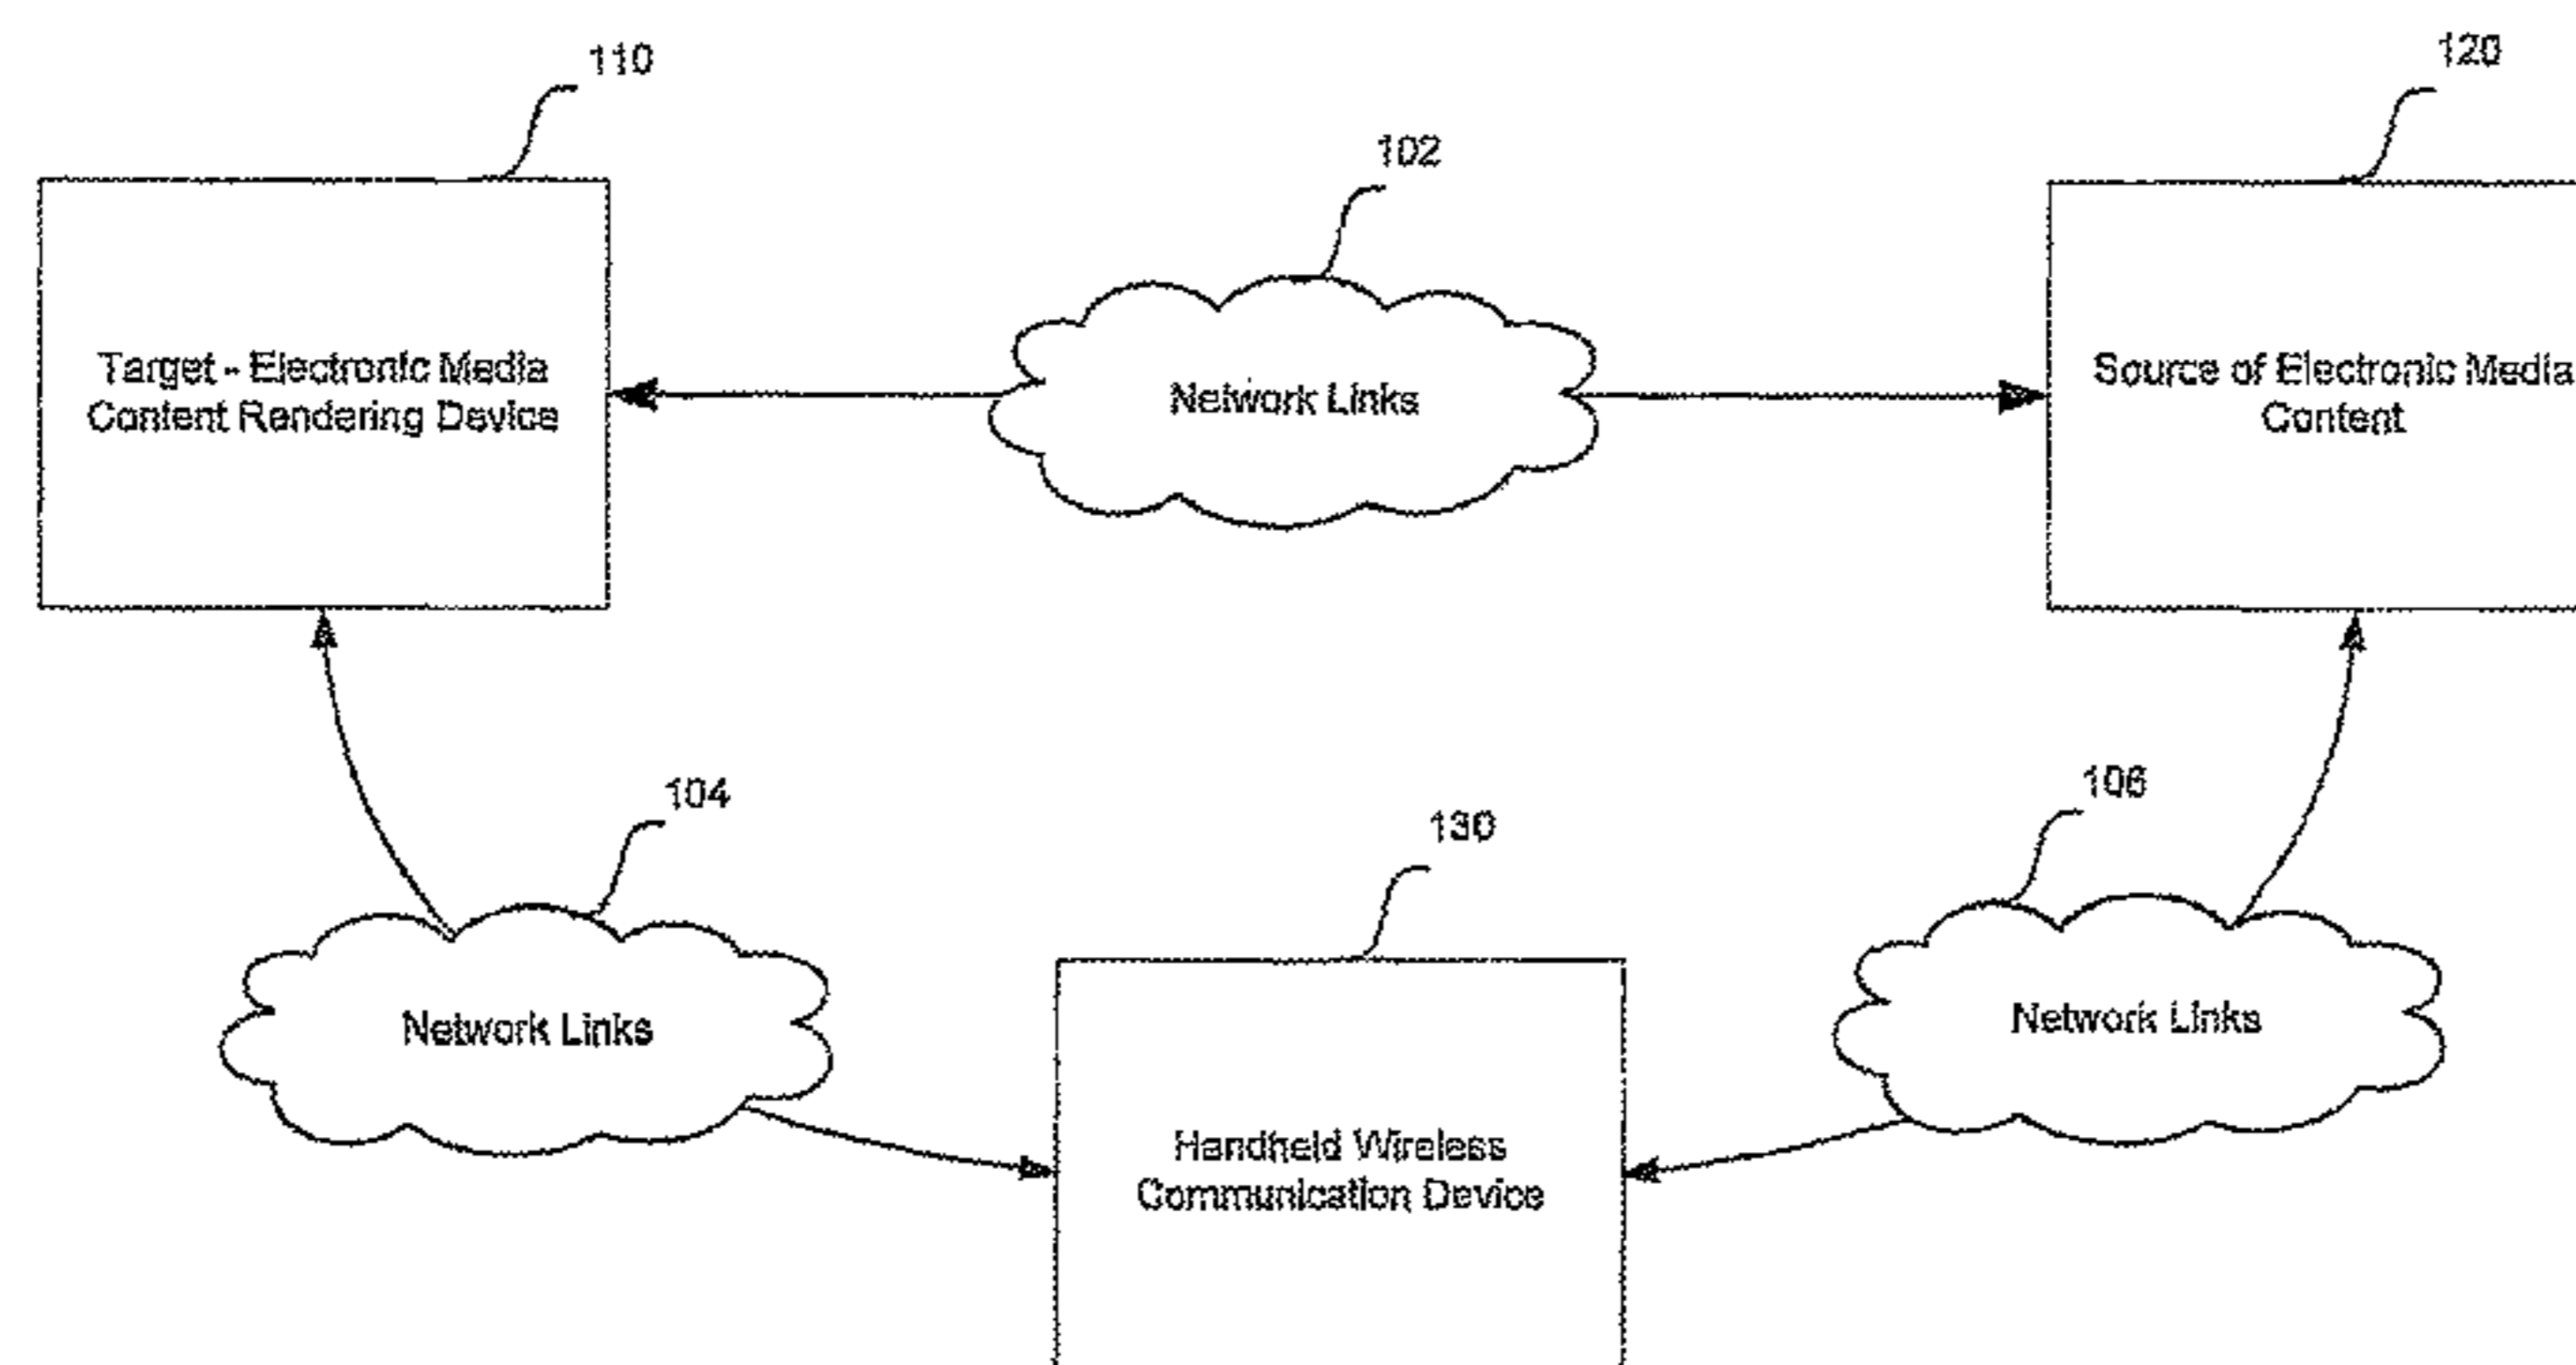 110
120
102
Target - Electronic Media
Content Rendering Device
Network Links
Source of Electronic Media
Content
104
106
130
Network Links
Network Links
Handheld Wireless
Communication Device